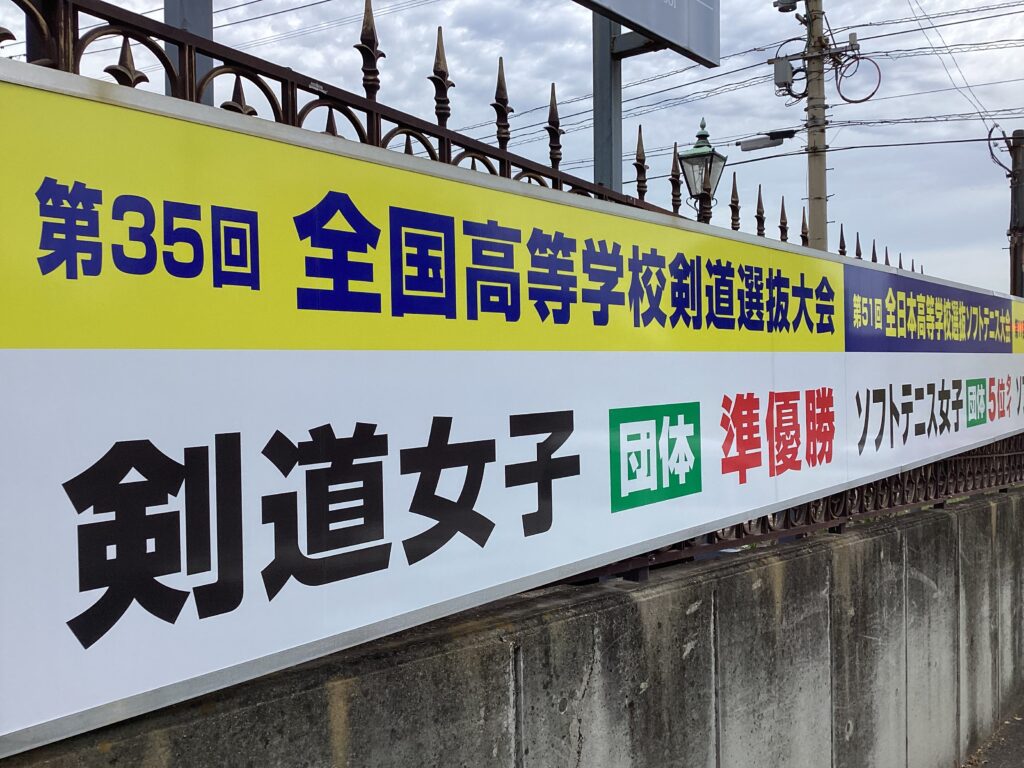 第35回 全国高等学校剣道選抜大会
剣道女子 団体 準優勝
第51回 全日本高等学校選抜ソフトテニス大会
ソフトテニス女子 団体 5位